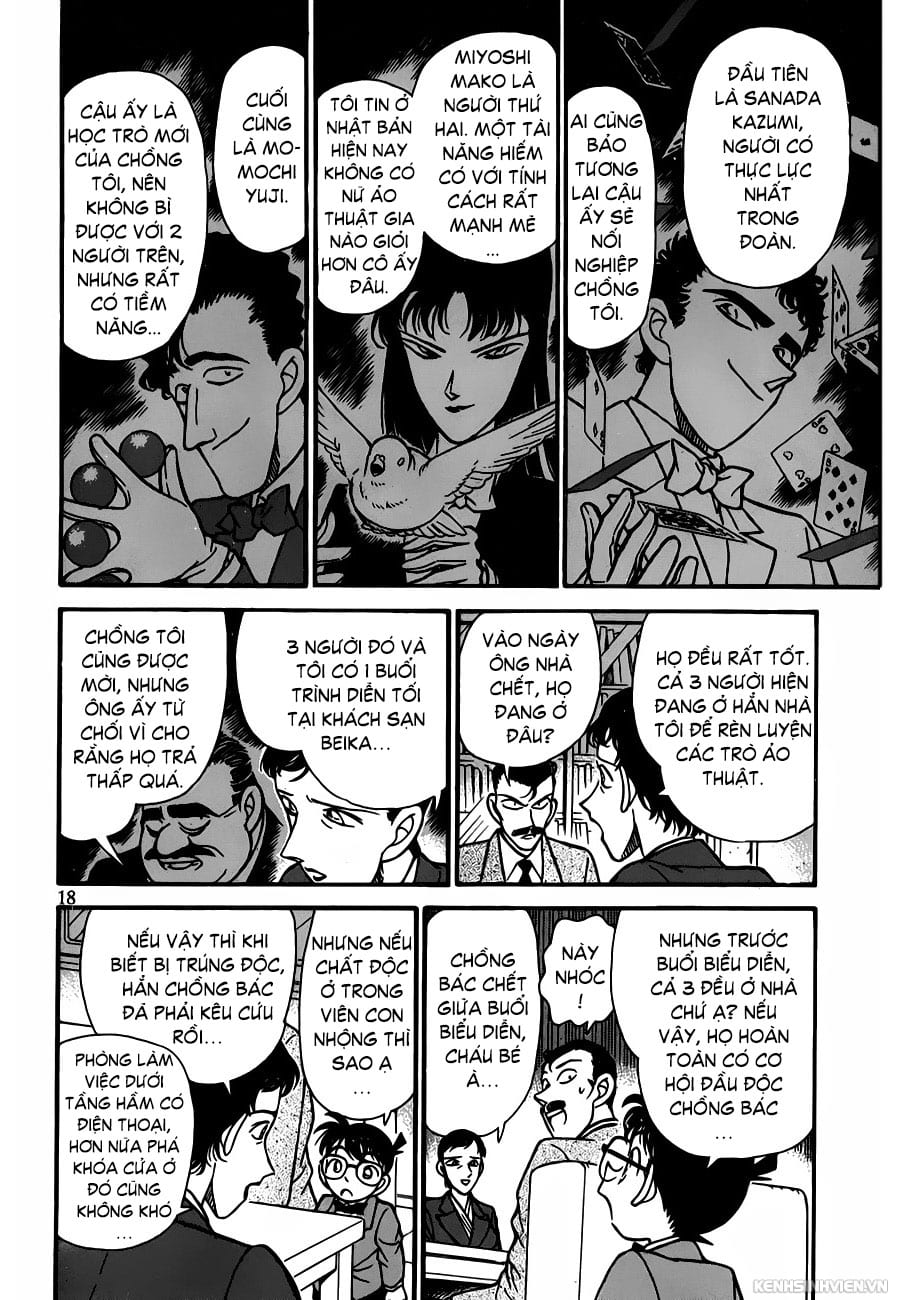 ĐẦU TIÊN
LÀ SANADA
KAZUMI,
NGƯỜI CÓ
THỰC LỰC
NHẤT
TRONG
ĐOÀN.
AI CŨNG
BẢO
TƯƠNG
LAI CẬU
ẤY SẼ
NỐI
NGHIỆP
CHỒNG
TÔI.
MIYOSHI
MAKO LÀ
NGƯỜI THỨ
HAI. MỘT TÀI
NĂNG HIẾM
CÓ VỚI TÍNH
CÁCH RẤT
MẠNH MẼ
...
TÔI TIN Ở
NHẬT BẢN
HIỆN NAY
KHÔNG CÓ
NỮ ẢO
THUẬT GIA
NÀO GIỎI
HƠN CÔ ẤY
ĐÂU.
CUỐI
CÙNG
LÀ MO-
MOCHI
YUJI.
CẬU ẤY LÀ
HỌC TRÒ MỚI
CỦA CHỒNG
TÔI, NÊN
KHÔNG BÌ
ĐƯỢC VỚI 2
NGƯỜI TRÊN,
NHƯNG RẤT
CÓ TIỀM
NĂNG...
HỌ ĐỀU RẤT TỐT.
CẢ 3 NGƯỜI HIỆN
ĐANG Ở HẲN NHÀ
TÔI ĐỂ RÈN LUYỆN
CÁC TRÒ ẢO
THUẬT.
VÀO NGÀY
ÔNG NHÀ
CHẾT, HỌ
ĐANG Ở
ĐÂU?
3 NGƯỜI ĐÓ VÀ
TÔI CÓ 1 BUỔI
TRÌNH DIỄN TỐI
TẠI KHÁCH SẠN
BEIKA...
CHỒNG TÔI
CŨNG ĐƯỢC
MỜI, NHƯNG
ÔNG ẤY TỪ
CHỐI VÌ CHO
RẰNG HỌ TRẢ
THẤP QUÁ.
18
NHƯNG TRƯỚC
BUỔI BIỂU DIỄN,
CẢ 3 ĐỀU Ở NHÀ
CHỨ Ạ? NẾU
VẬY, HỌ HOÀN
TOÀN CÓ CƠ
HỘI ĐẦU ĐỘC
CHỒNG BÁC
...
NÀY
NHÓC
!
CHỒNG
BÁC CHẾT
GIỮA BUỔI
BIỂU DIỄN,
CHÁU BÉ
À...
NHƯNG NẾU
CHẤT ĐỘC
Ở TRONG
VIÊN CON
NHỘNG THÌ
SAO Ạ
...
NẾU VẬY THÌ KHI
BIẾT BỊ TRÚNG ĐỘC,
HẲN CHỒNG BÁC
ĐÃ PHẢI KÊU CỨU
RỒI...
PHÒNG LÀM
VIỆC DƯỚI
TẦNG HẦM CÓ
ĐIỆN THOẠI,
HƠN NỮA PHÁ
KHÓA CỬA Ở
ĐÓ CŨNG
KHÔNG KHÓ
...
KENHSINHVIEN.VN